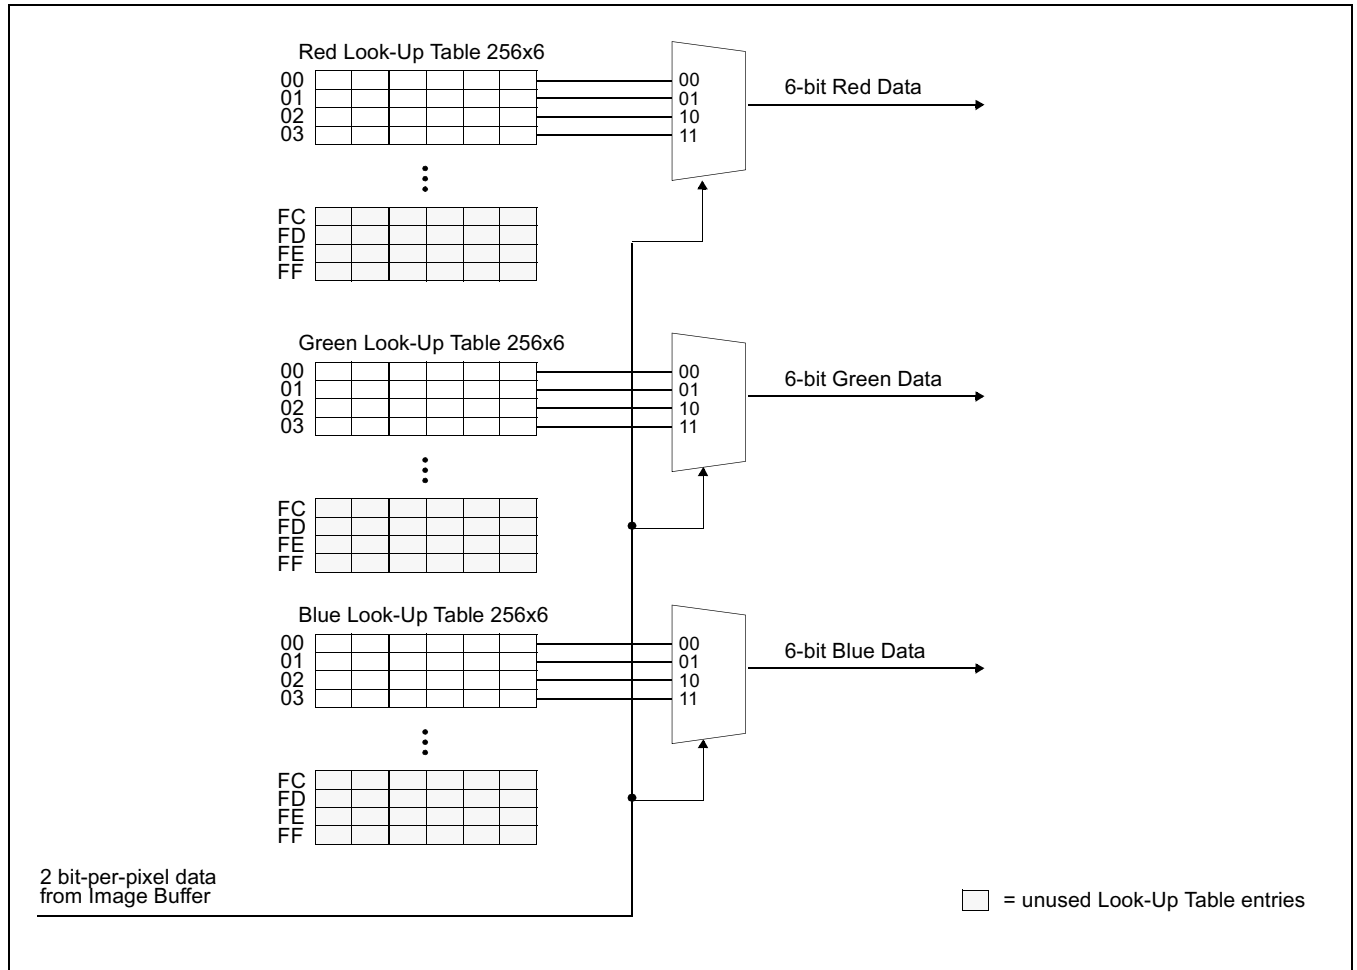 Red Look-Up Table 256x6
00
01
02
03
00
01
10
11
6-bit Red Data
FC
FD
FE
FF
Green Look-Up Table 256x6
00
01
02
03
00
01
10
11
6-bit Green Data
FC
FD
FE
FF
Blue Look-Up Table 256x6
00
01
02
03
00
01
10
11
6-bit Blue Data
FC
FD
FE
FF
2 bit-per-pixel data
from Image Buffer
= unused Look-Up Table entries